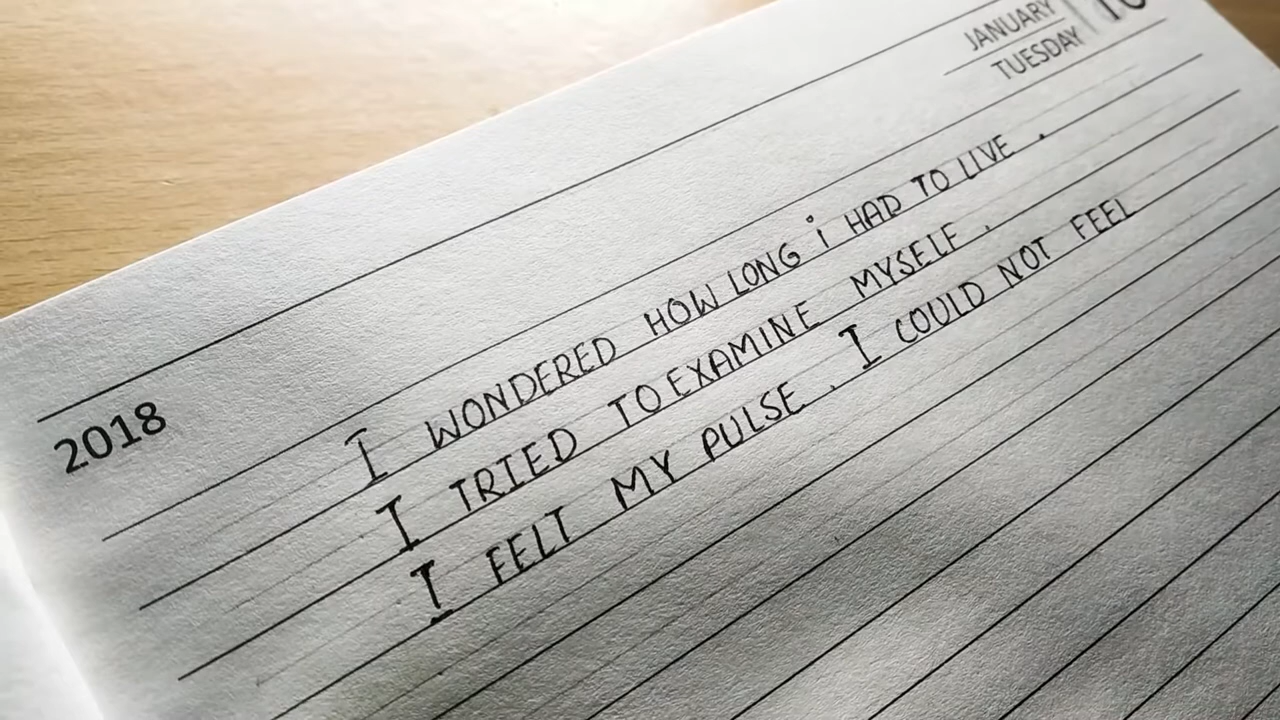 JANUARY
TUESDAY
2018
I WONDERED HOW LONG i HAD TO LIVE .
I TRIED TO EXAMINE MYSELF .
I FELT MY PULSE . I COULD NOT FEEL